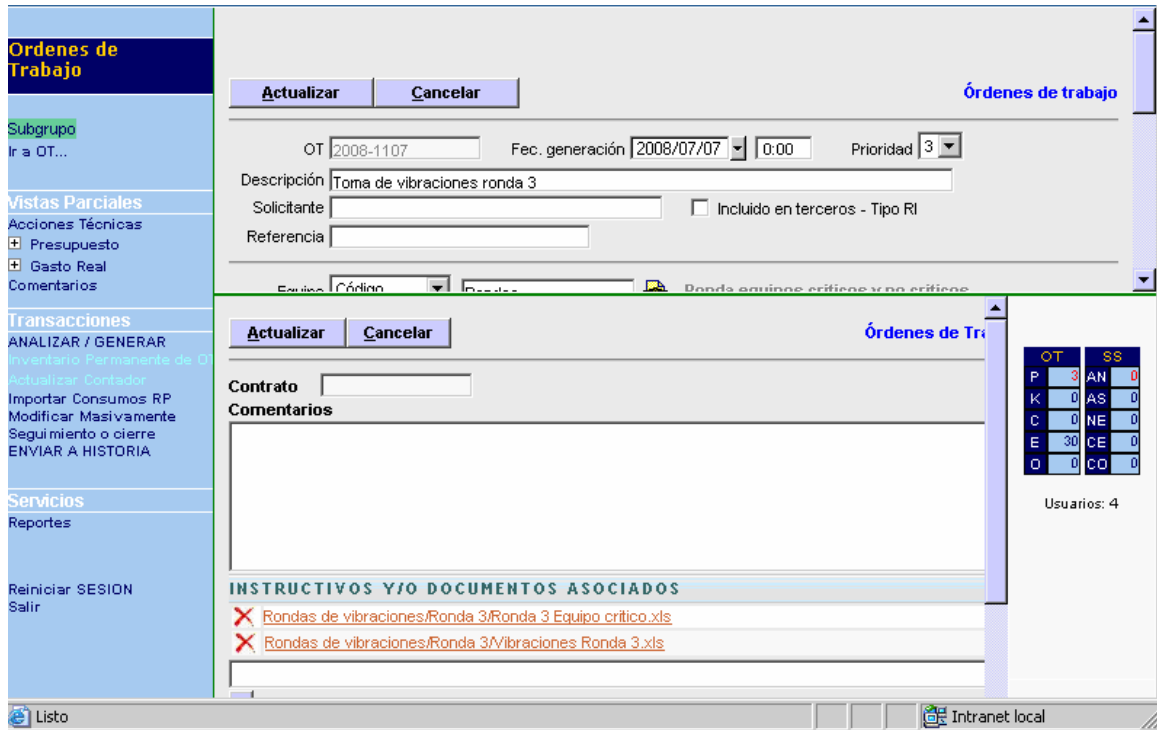 Ordenes de
Trabajo
Subgrupo
Ir a OT...
Vistas Parciales
Acciones Técnicas
Presupuesto
Gasto Real
Comentarios
Transacciones
ANALIZAR / GENERAR
Inventario Permanente de OT
Actualizar Contador
Importar Consumos RP
Modificar Masivamente
Seguimiento o cierre
ENVIAR A HISTORIA
Servicios
Reportes
Reiniciar SESION
Salir
Actualizar Cancelar Órdenes de trabajo
OT 2008-1107 Fec. generación 2008/07/07 0:00 Prioridad 3
Descripción Toma de vibraciones ronda 3
Solicitante Incluido en terceros - Tipo RI
Referencia
Equipo Código Rondas Ronda equipos criticos y no criticos
Actualizar Cancelar Órdenes de Tra
Contrato
Comentarios
INSTRUCTIVOS Y/O DOCUMENTOS ASOCIADOS
Rondas de vibraciones/Ronda 3/Ronda 3 Equipo critico.xls
Rondas de vibraciones/Ronda 3/Vibraciones Ronda 3.xls
OT SS
P 3 AN 0
K 0 AS 0
C 0 NE 0
E 30 CE 0
O 0 CO 0
Usuarios: 4
Listo Intranet local